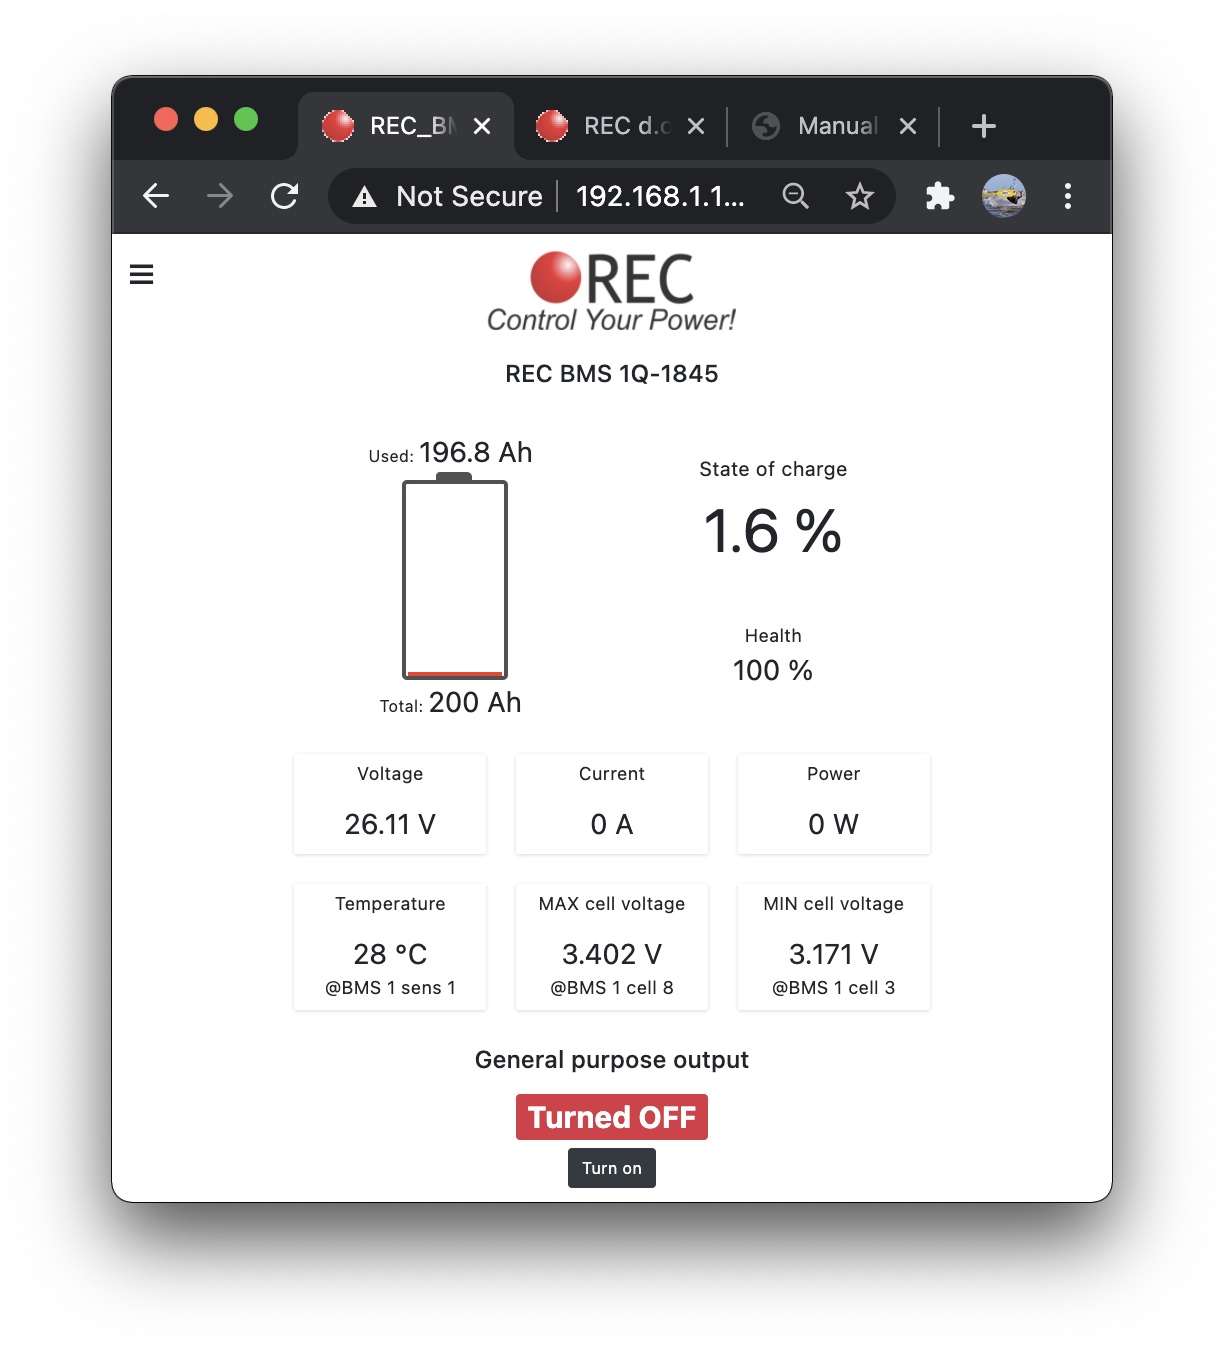 REC_BM
REC d.o
Manual
Not Secure
192.168.1.1...
REC
Control Your Power!
REC BMS 1Q-1845
Used: 196.8 Ah
Total: 200 Ah
State of charge
1.6 %
Health
100 %
Voltage
26.11 V
Current
0 A
Power
0 W
Temperature
28 °C
@BMS 1 sens 1
MAX cell voltage
3.402 V
@BMS 1 cell 8
MIN cell voltage
3.171 V
@BMS 1 cell 3
General purpose output
Turned OFF
Turn on